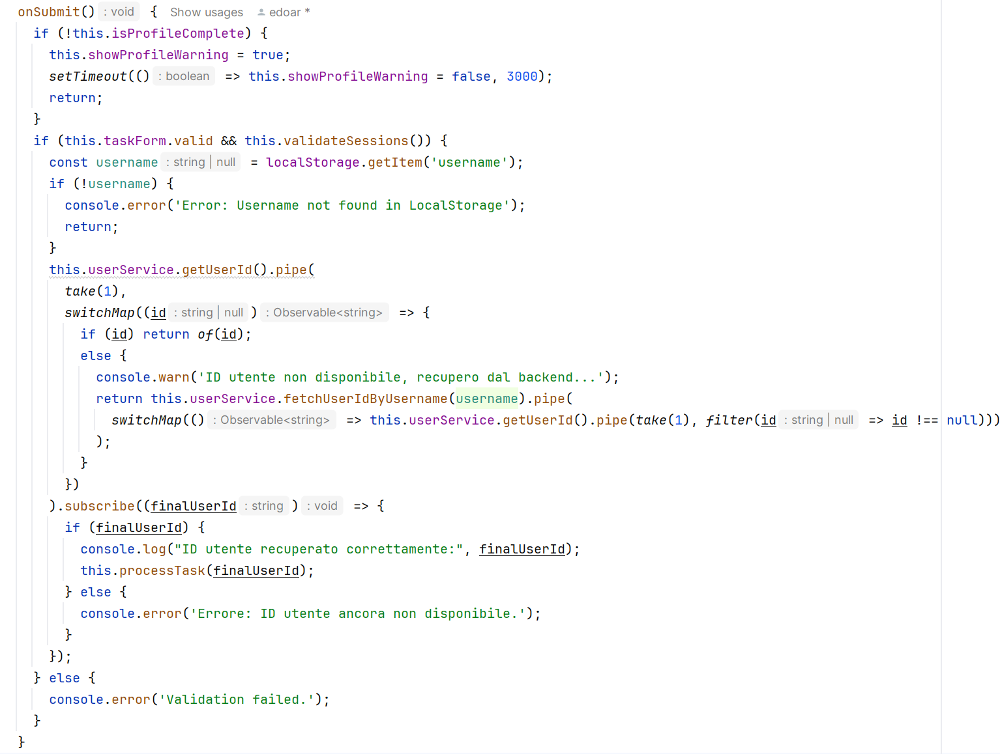 onSubmit() : void { Show usages edoar *
  if (!this.isProfileComplete) {
    this.showProfileWarning = true;
    setTimeout(() : boolean => this.showProfileWarning = false, 3000);
    return;
  }
  if (this.taskForm.valid && this.validateSessions()) {
    const username : string | null = localStorage.getItem('username');
    if (!username) {
      console.error('Error: Username not found in LocalStorage');
      return;
    }
    this.userService.getUserId().pipe(
      take(1),
      switchMap((id : string | null ) : Observable<string> => {
        if (id) return of(id);
        else {
          console.warn('ID utente non disponibile, recupero dal backend...');
          return this.userService.fetchUserIdByUsername(username).pipe(
            switchMap(() : Observable<string> => this.userService.getUserId().pipe(take(1), filter(id : string | null => id !== null)))
          );
        }
      })
    ).subscribe((finalUserId : string ) : void => {
      if (finalUserId) {
        console.log("ID utente recuperato correttamente:", finalUserId);
        this.processTask(finalUserId);
      } else {
        console.error('Errore: ID utente ancora non disponibile.');
      }
    });
  } else {
    console.error('Validation failed.');
  }
}